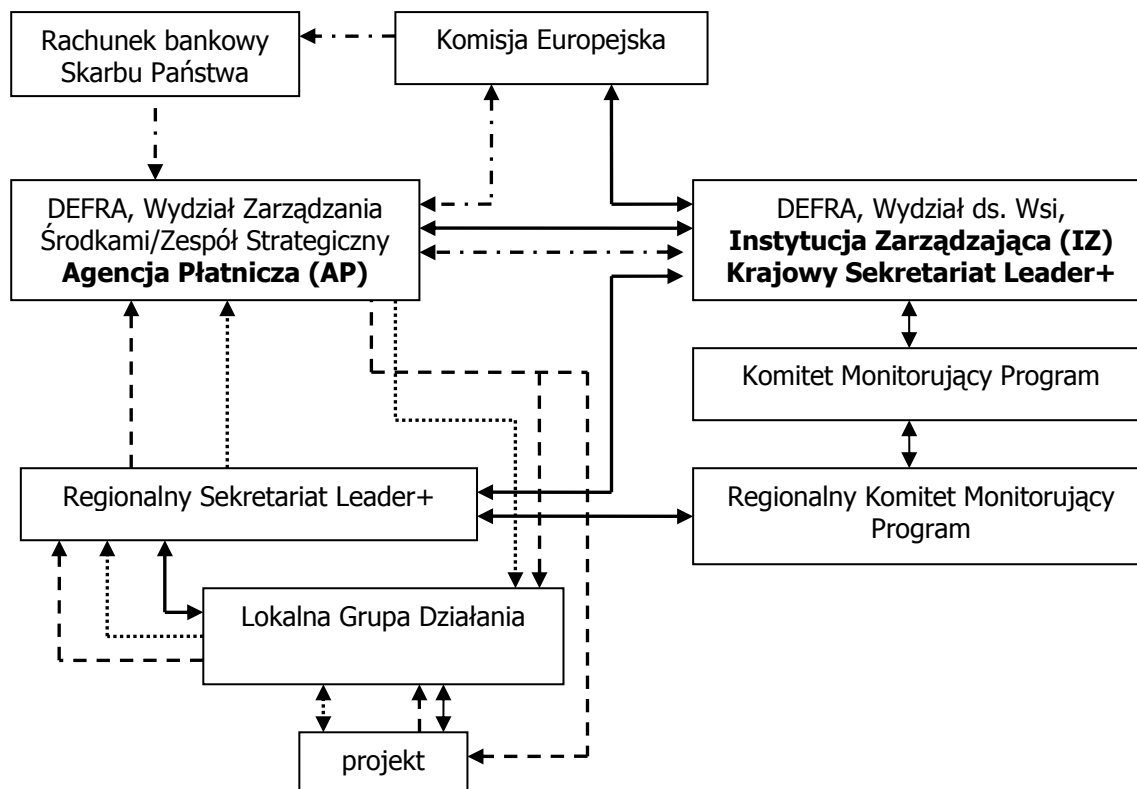 Rachunek bankowy
Skarbu Państwa
Komisja Europejska
DEFRA, Wydział Zarządzania
Środkami/Zespół Strategiczny
Agencja Płatnicza (AP)
DEFRA, Wydział ds. Wsi,
Instytucja Zarządzająca (IZ)
Krajowy Sekretariat Leader+
Komitet Monitorujący Program
Regionalny Sekretariat Leader+
Regionalny Komitet Monitorujący
Program
Lokalna Grupa Działania
projekt